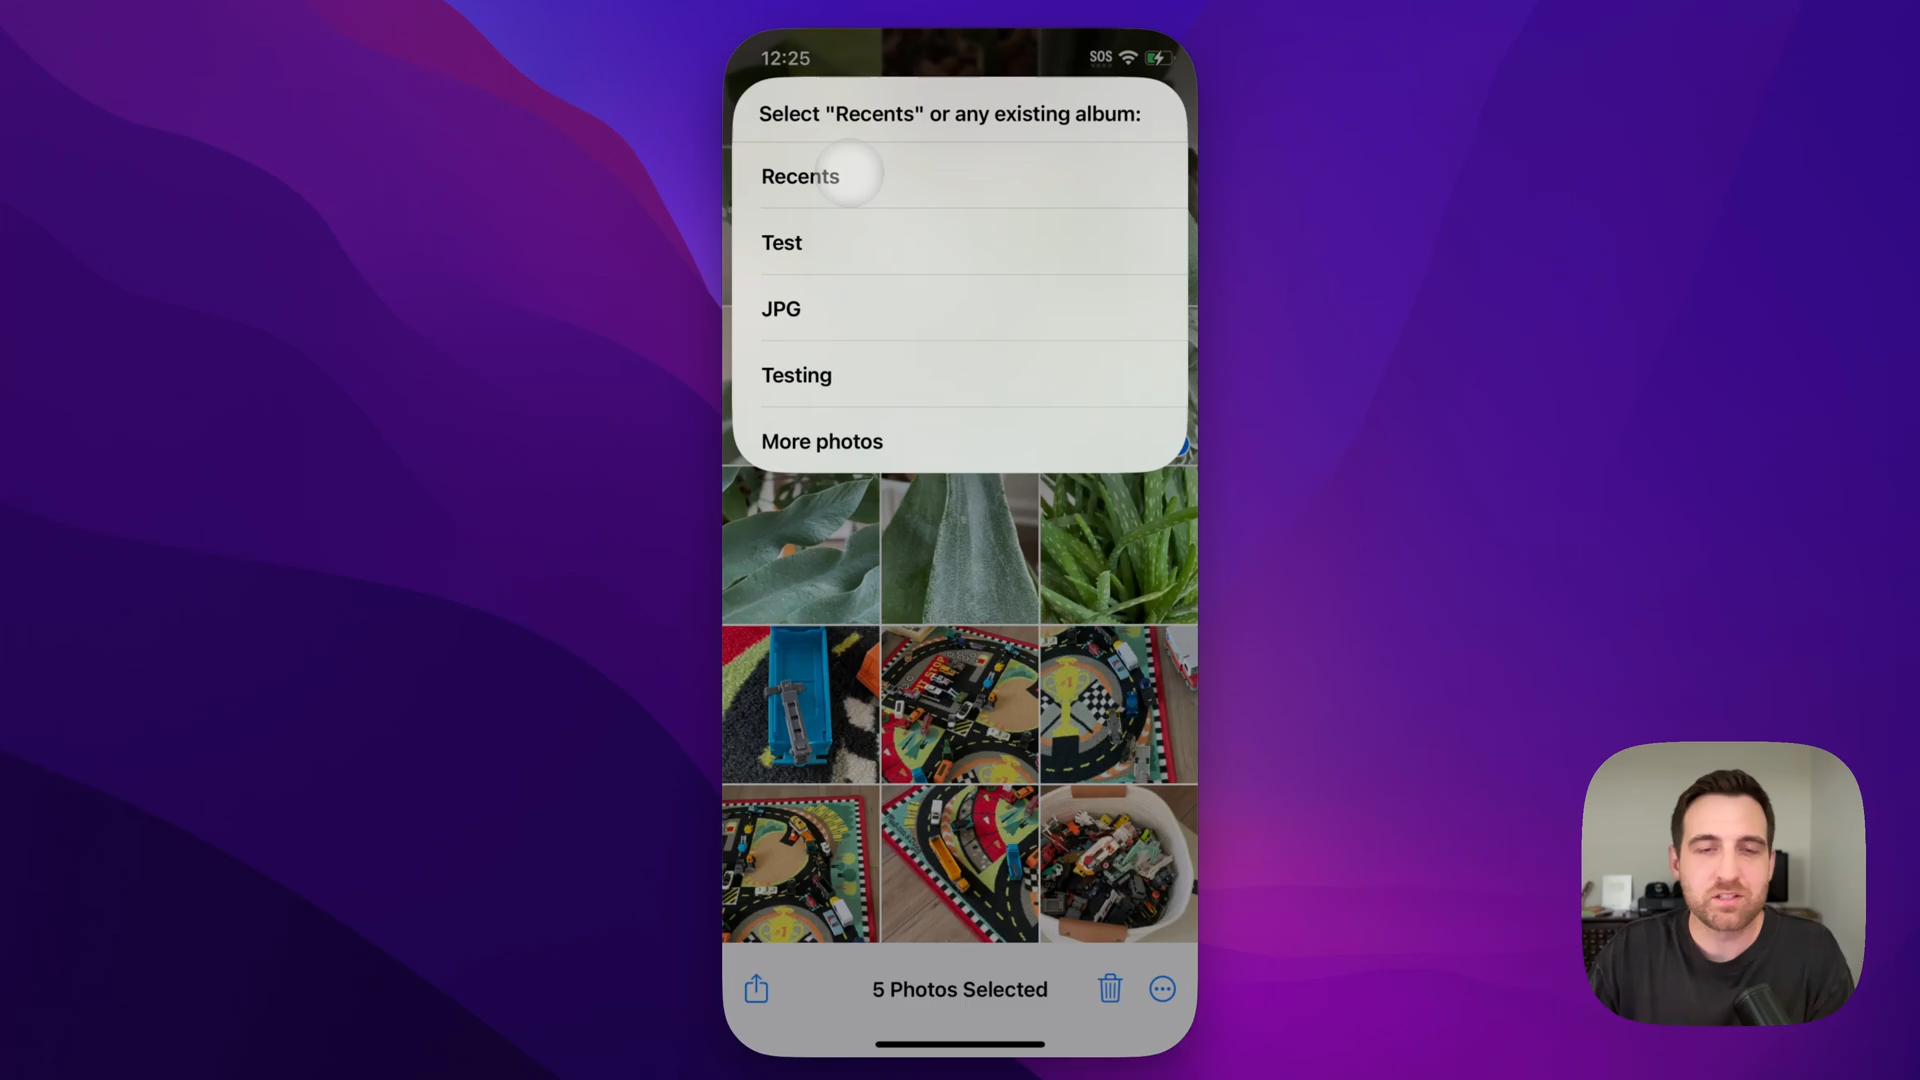 12:25
SOS
Select "Recents" or any existing album:
Recents
Test
JPG
Testing
More photos
5 Photos Selected